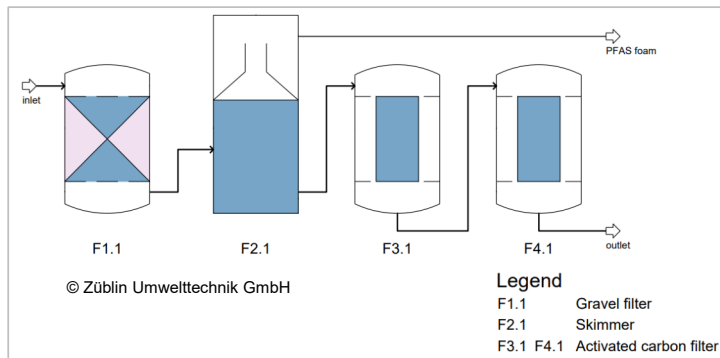 PFAS foam
inlet
F1.1
F2.1
F3.1
F4.1
outlet
© Züblin Umwelttechnik GmbH
Legend
F1.1 Gravel filter
F2.1 Skimmer
F3.1 F4.1 Activated carbon filter